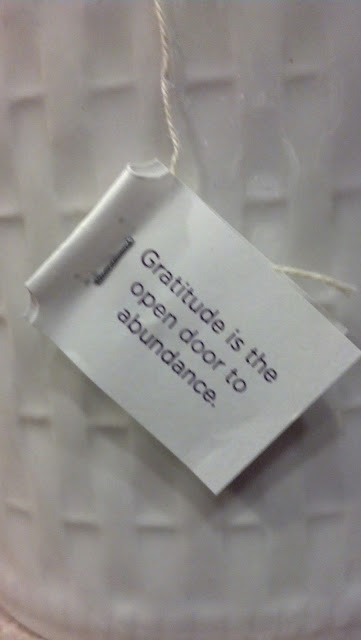 Gratitude is the
open door to
abundance.